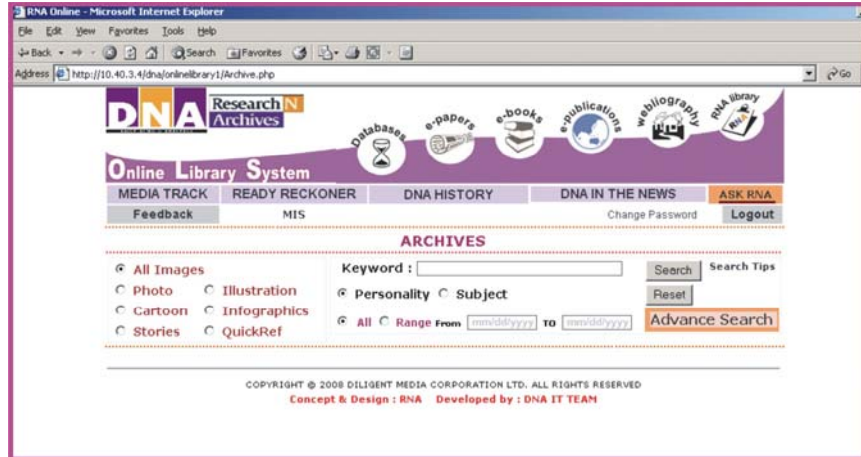 RNA Online - Microsoft Internet Explorer
File Edit View Favorites Tools Help
Back Search Favorites
Address http://10.40.3.4/dna/onlinelibrary1/Archive.php Go
DNA Research N Archives
Databases e-papers e-books e-publications webliography RNA library
RNA
Online Library System
MEDIA TRACK READY RECKONER DNA HISTORY DNA IN THE NEWS ASK RNA
Feedback MIS Change Password Logout
ARCHIVES
All Images Keyword : Search Search Tips
Photo Illustration Personality Subject Reset
Cartoon Infographics All Range From mm/dd/yyyy TO mm/dd/yyyy Advance Search
Stories QuickRef
COPYRIGHT @ 2008 DILIGENT MEDIA CORPORATION LTD. ALL RIGHTS RESERVED
Concept & Design : RNA Developed by : DNA IT TEAM